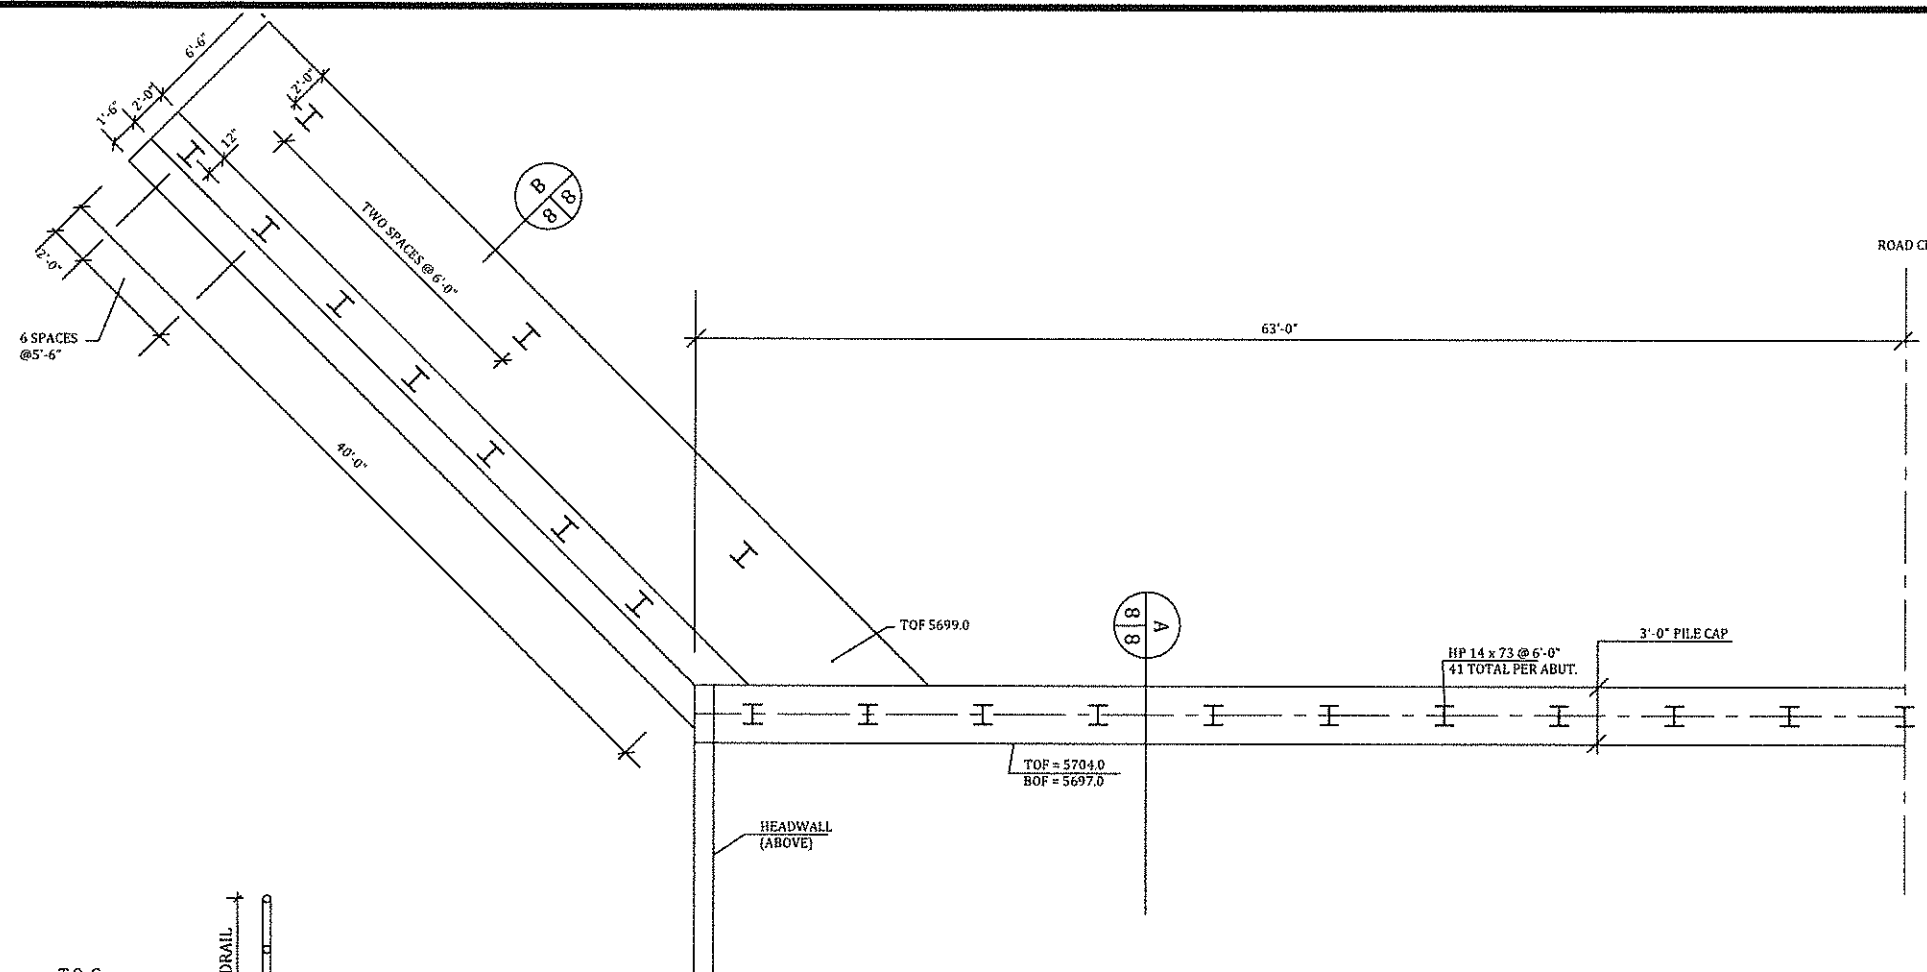 6'-6"
1'-6"
2'-0"
2'-0"
12"
B
8
8
TWO SPACES @ 6'-0"
2'-0"
6 SPACES
@5'-6"
63'-0"
40'-0"
TOF 5699.0
8
8
A
HP 14 x 73 @ 6'-0"
41 TOTAL PER ABUT.
3'-0" PILE CAP
TOF = 5704.0
BOF = 5697.0
HEADWALL
(ABOVE)
ROAD